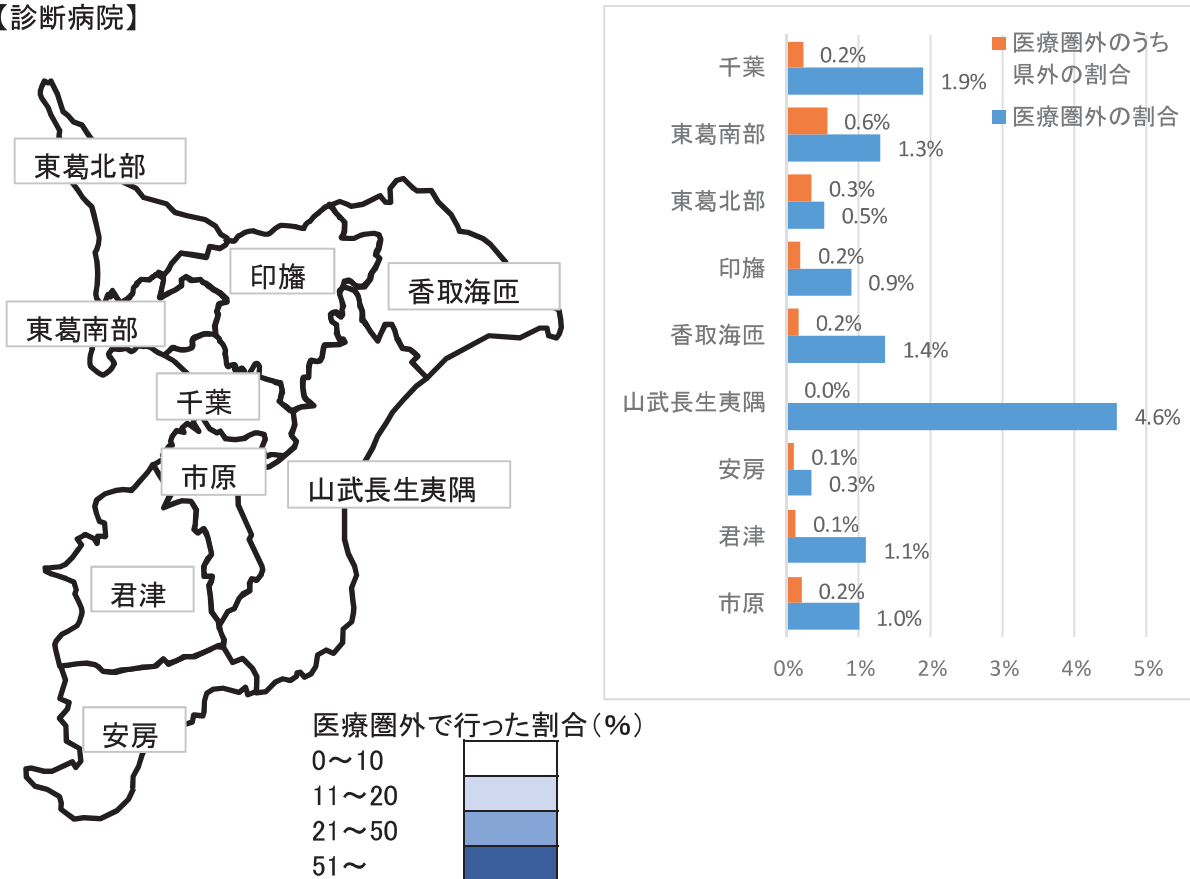 【診断病院】
東葛北部
印旛
香取海匝
東葛南部
千葉
市原
山武長生夷隅
君津
安房
医療圏外で行った割合(%)
0～10
11～20
21～50
51～
医療圏外のうち
県外の割合
医療圏外の割合
千葉
0.2%
1.9%
東葛南部
0.6%
1.3%
東葛北部
0.3%
0.5%
印旛
0.2%
0.9%
香取海匝
0.2%
1.4%
山武長生夷隅
0.0%
4.6%
安房
0.1%
0.3%
君津
0.1%
1.1%
市原
0.2%
1.0%
0% 1% 2% 3% 4% 5%